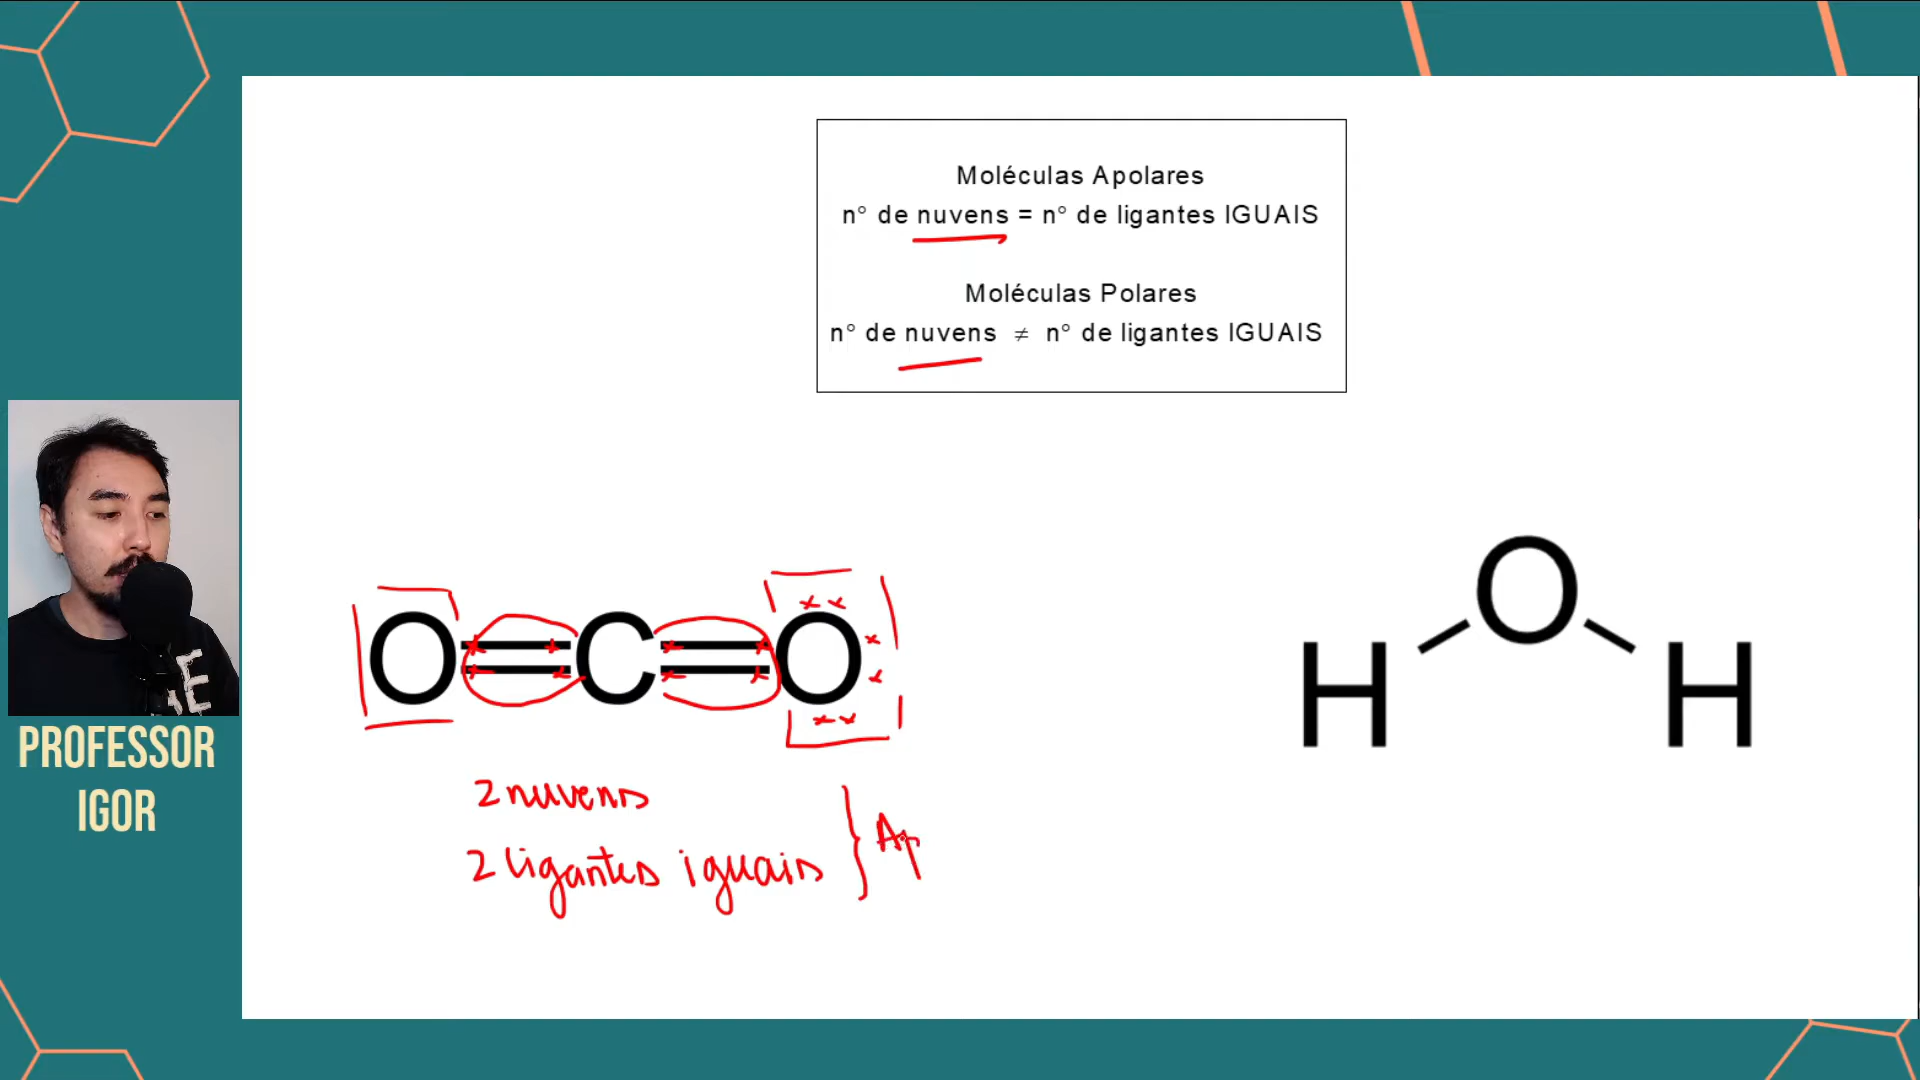 Moléculas Apolares
n° de nuvens = n° de ligantes IGUAIS
Moléculas Polares
n° de nuvens ≠ n° de ligantes IGUAIS
O=C=O
O
H H
2 nuvens
2 ligantes iguais } Ap
PROFESSOR
IGOR